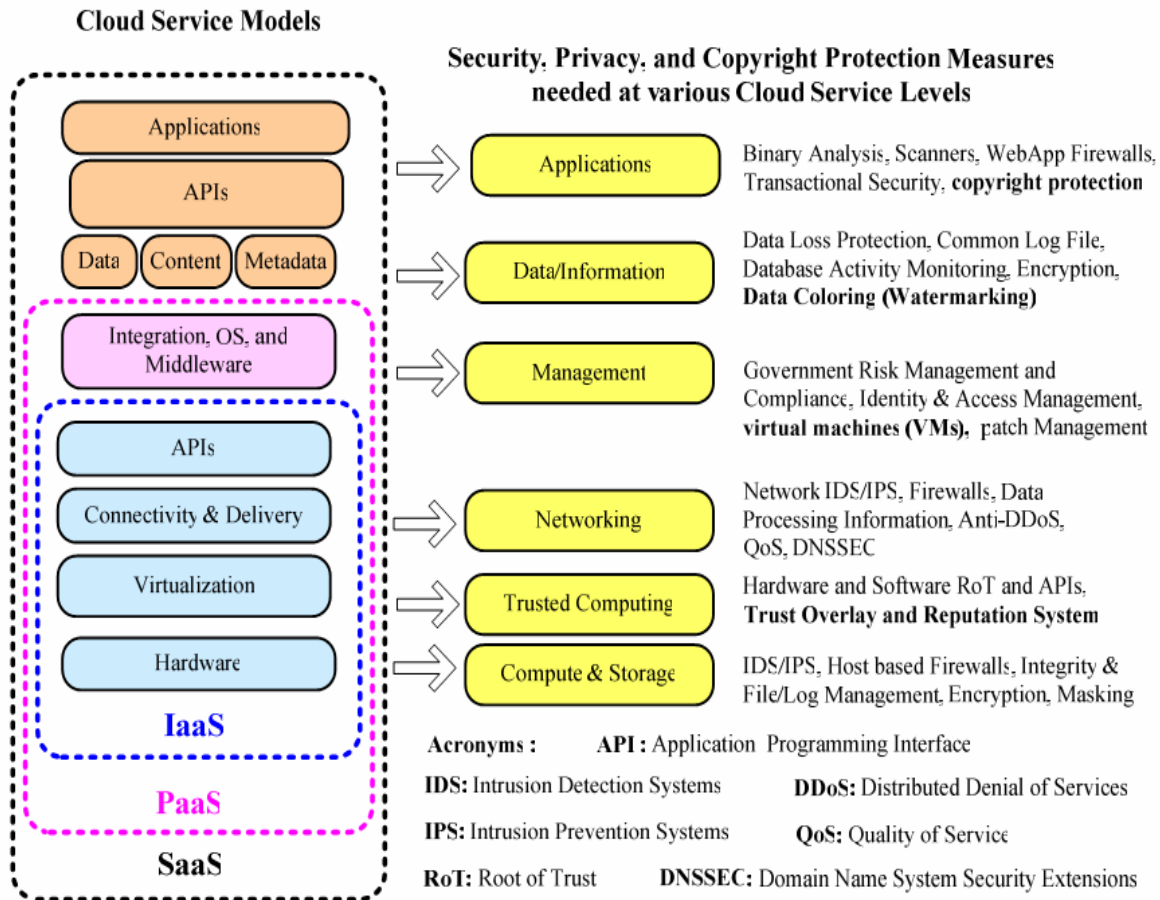 Cloud Service Models
Security, Privacy, and Copyright Protection Measures
needed at various Cloud Service Levels
Applications
APIs
Data
Content
Metadata
Integration, OS, and
Middleware
APIs
Connectivity & Delivery
Virtualization
Hardware
IaaS
PaaS
SaaS
Applications
Binary Analysis, Scanners, WebApp Firewalls,
Transactional Security, copyright protection
Data/Information
Data Loss Protection, Common Log File,
Database Activity Monitoring, Encryption,
Data Coloring (Watermarking)
Management
Government Risk Management and
Compliance, Identity & Access Management,
virtual machines (VMs), patch Management
Networking
Network IDS/IPS, Firewalls, Data
Processing Information, Anti-DDoS,
QoS, DNSSEC
Trusted Computing
Hardware and Software RoT and APIs,
Trust Overlay and Reputation System
Compute & Storage
IDS/IPS, Host based Firewalls, Integrity &
File/Log Management, Encryption, Masking
Acronyms : API : Application Programming Interface
IDS: Intrusion Detection Systems DDoS: Distributed Denial of Services
IPS: Intrusion Prevention Systems QoS: Quality of Service
RoT: Root of Trust DNSSEC: Domain Name System Security Extensions